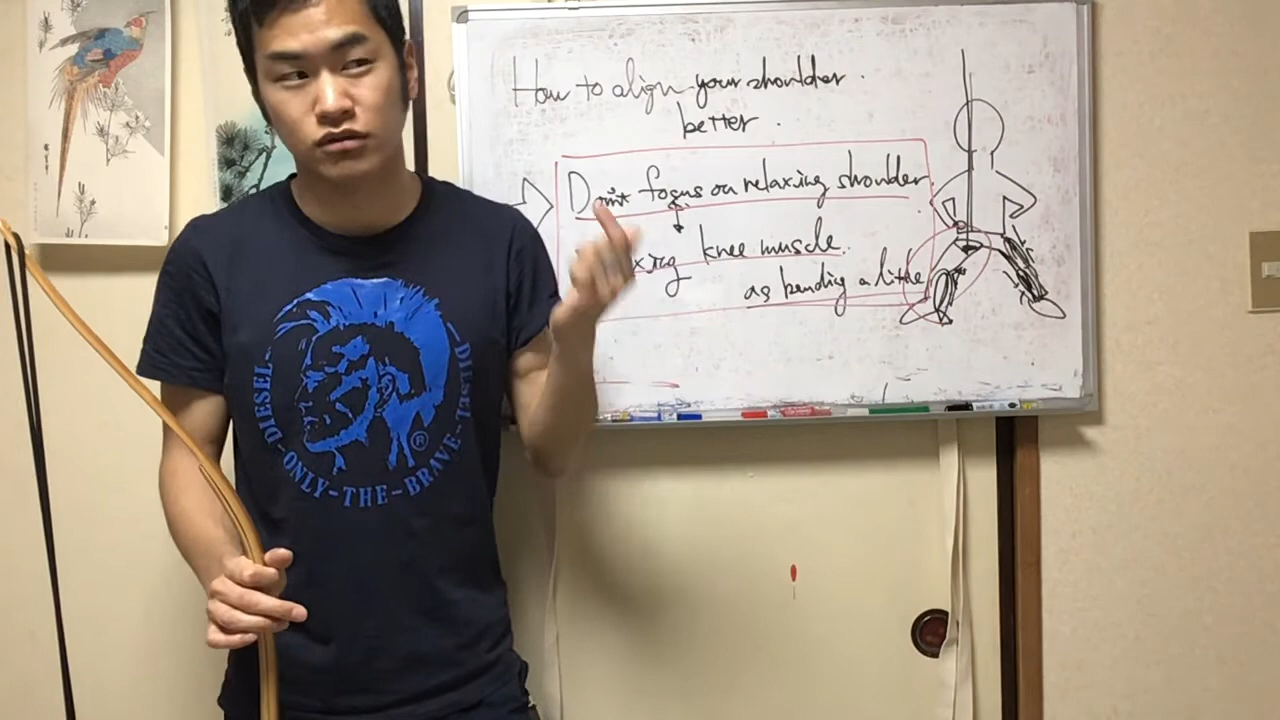 How to align your shoulder.
better.
Don't focus on relaxing shoulder
knee muscle.
as bending a little
DIESEL-ONLY-THE-BRAVE-DIESEL
®